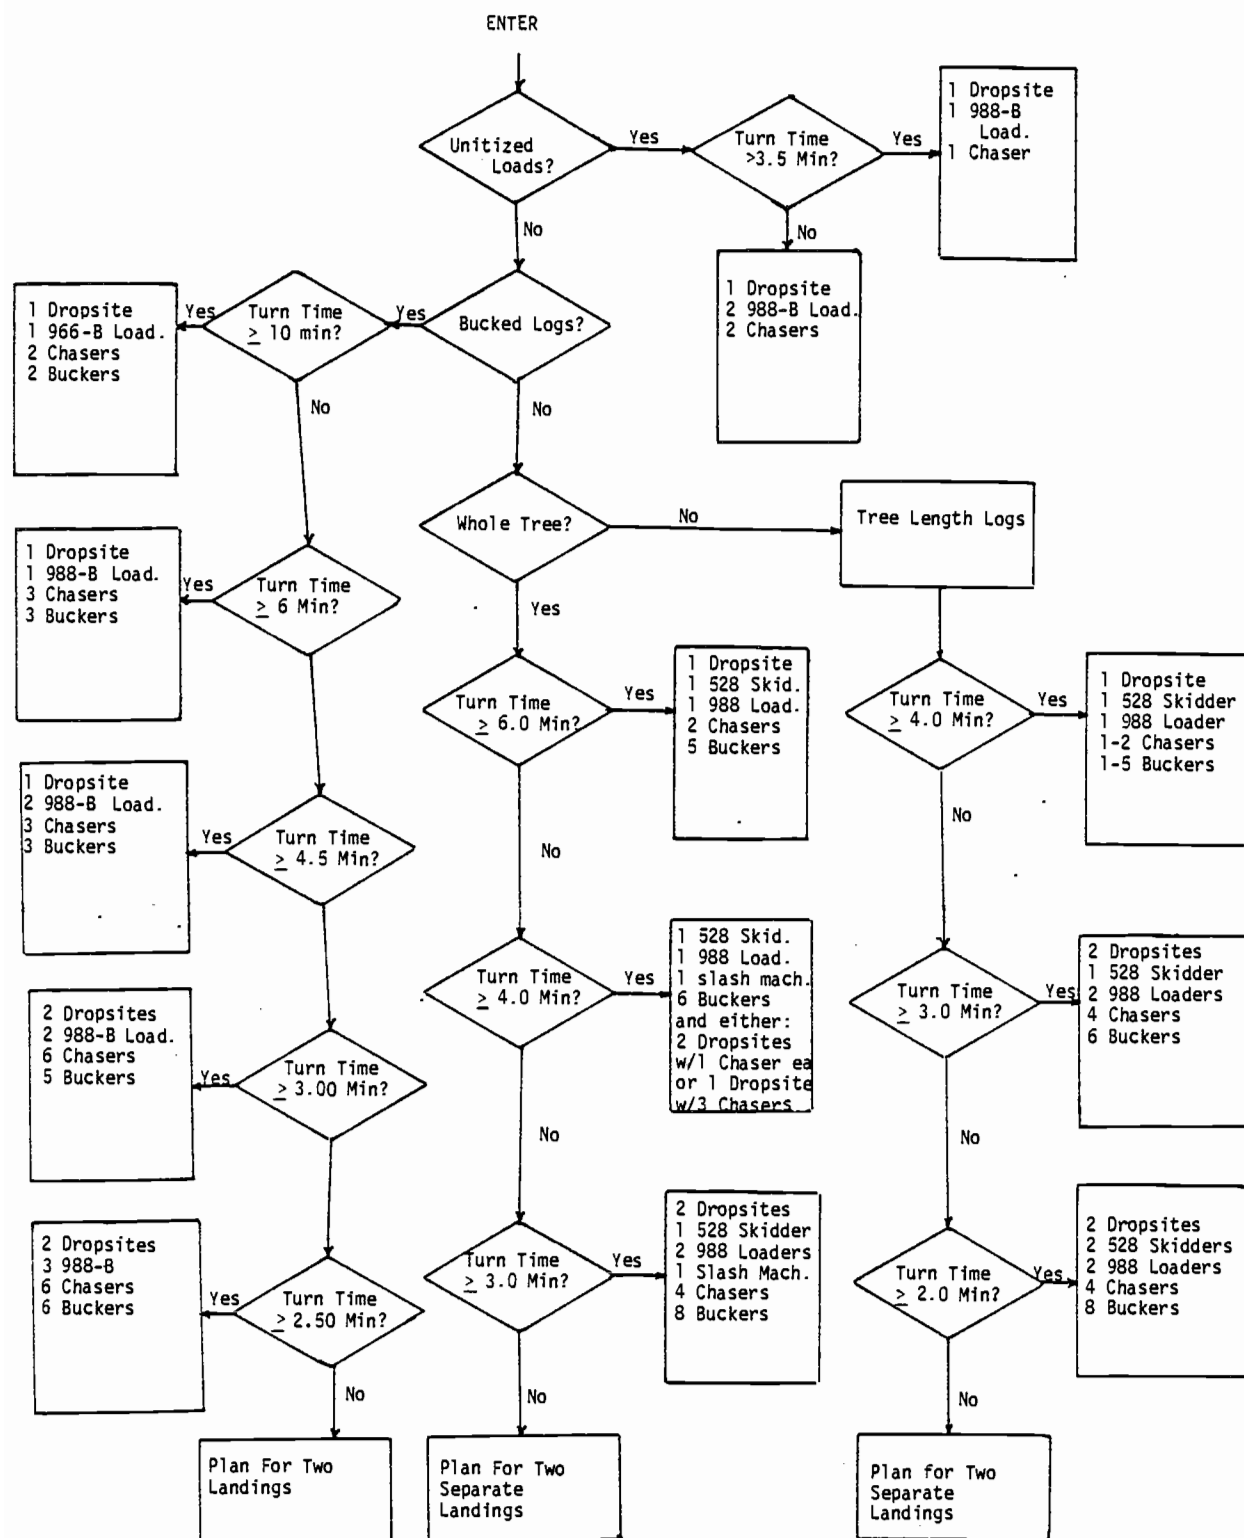 ENTER
Unitized
Loads?
Yes
Turn Time
>3.5 Min?
Yes
1 Dropsite
1 988-B
Load.
1 Chaser
No
No
1 Dropsite
2 988-B Load.
2 Chasers
Bucked Logs?
Yes
Turn Time
≥ 10 min?
Yes
1 Dropsite
1 966-B Load.
2 Chasers
2 Buckers
No
No
Whole Tree?
No
Tree Length Logs
Yes
Turn Time
≥ 6 Min?
Yes
1 Dropsite
1 988-B Load.
3 Chasers
3 Buckers
Turn Time
≥ 6.0 Min?
Yes
1 Dropsite
1 528 Skid.
1 988 Load.
2 Chasers
5 Buckers
Turn Time
≥ 4.0 Min?
Yes
1 Dropsite
1 528 Skidder
1 988 Loader
1-2 Chasers
1-5 Buckers
Turn Time
≥ 4.5 Min?
Yes
1 Dropsite
2 988-B Load.
3 Chasers
3 Buckers
No
No
Turn Time
≥ 4.0 Min?
Yes
1 528 Skid.
1 988 Load.
1 slash mach.
6 Buckers
and either:
2 Dropsites
w/1 Chaser ea
or 1 Dropsite
w/3 Chasers
Turn Time
≥ 3.0 Min?
Yes
2 Dropsites
1 528 Skidder
2 988 Loaders
4 Chasers
6 Buckers
Turn Time
≥ 3.00 Min?
Yes
2 Dropsites
2 988-B Load.
6 Chasers
5 Buckers
No
No
Turn Time
≥ 2.50 Min?
Yes
2 Dropsites
3 988-B
6 Chasers
6 Buckers
Turn Time
≥ 3.0 Min?
Yes
2 Dropsites
1 528 Skidder
2 988 Loaders
1 Slash Mach.
4 Chasers
8 Buckers
Turn Time
≥ 2.0 Min?
Yes
2 Dropsites
2 528 Skidders
2 988 Loaders
4 Chasers
8 Buckers
No
No
No
Plan For Two
Landings
Plan For Two
Separate
Landings
Plan for Two
Separate
Landings